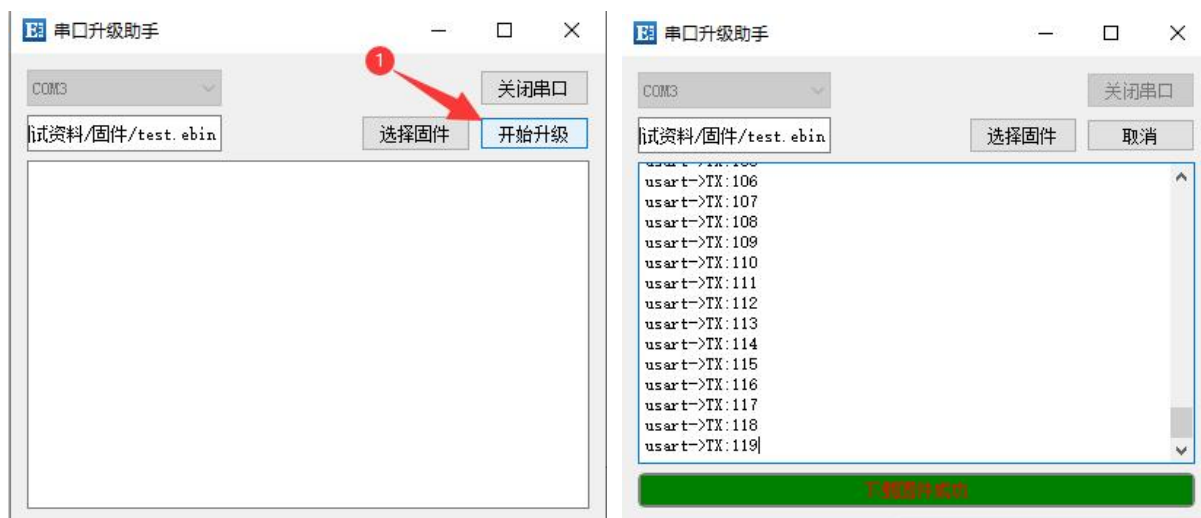 串口升级助手
1
COM3
关闭串口
试资料/固件/test.ebin
选择固件
开始升级
串口升级助手
COM3
关闭串口
试资料/固件/test.ebin
选择固件
取消
usart->TX:106
usart->TX:107
usart->TX:108
usart->TX:109
usart->TX:110
usart->TX:111
usart->TX:112
usart->TX:113
usart->TX:114
usart->TX:115
usart->TX:116
usart->TX:117
usart->TX:118
usart->TX:119
下载固件成功